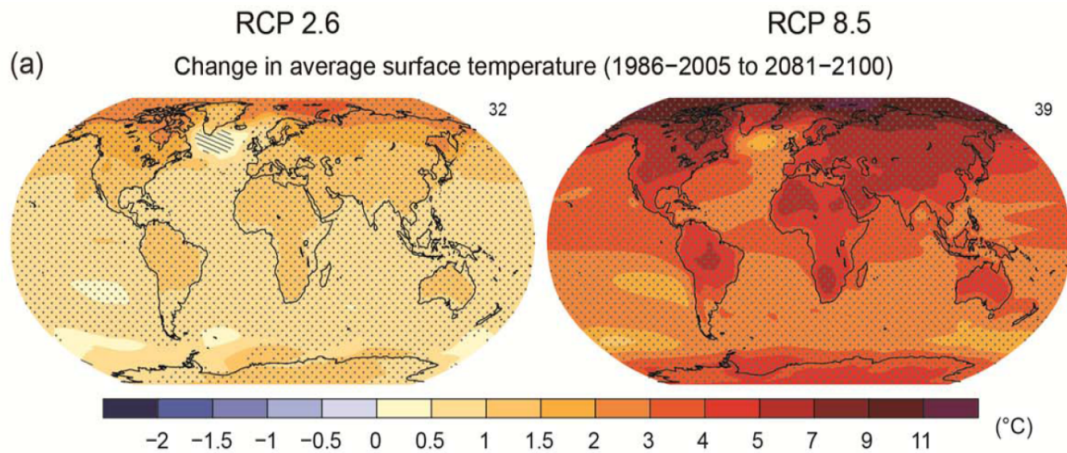 RCP 2.6 RCP 8.5
(a) Change in average surface temperature (1986−2005 to 2081−2100)
32 39
−2 −1.5 −1 −0.5 0 0.5 1 1.5 2 3 4 5 7 9 11 (°C)